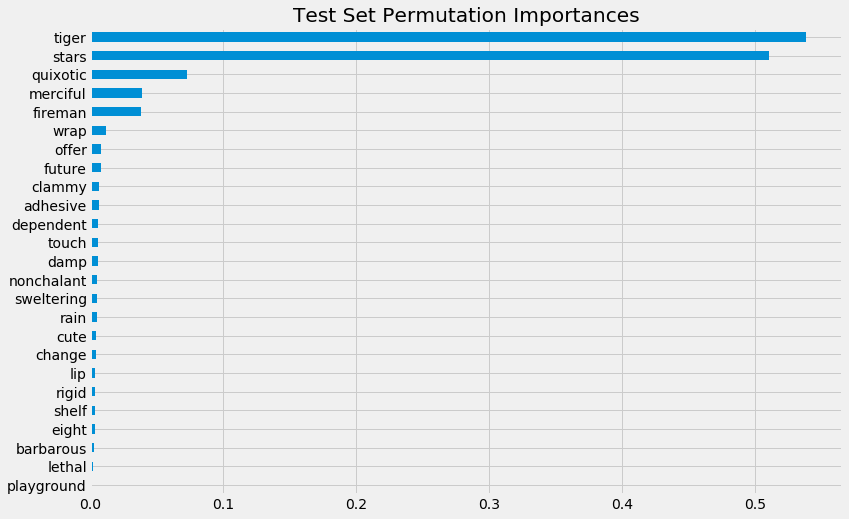 Test Set Permutation Importances
tiger
stars
quixotic
merciful
fireman
wrap
offer
future
clammy
adhesive
dependent
touch
damp
nonchalant
sweltering
rain
cute
change
lip
rigid
shelf
eight
barbarous
lethal
playground
0.0 0.1 0.2 0.3 0.4 0.5